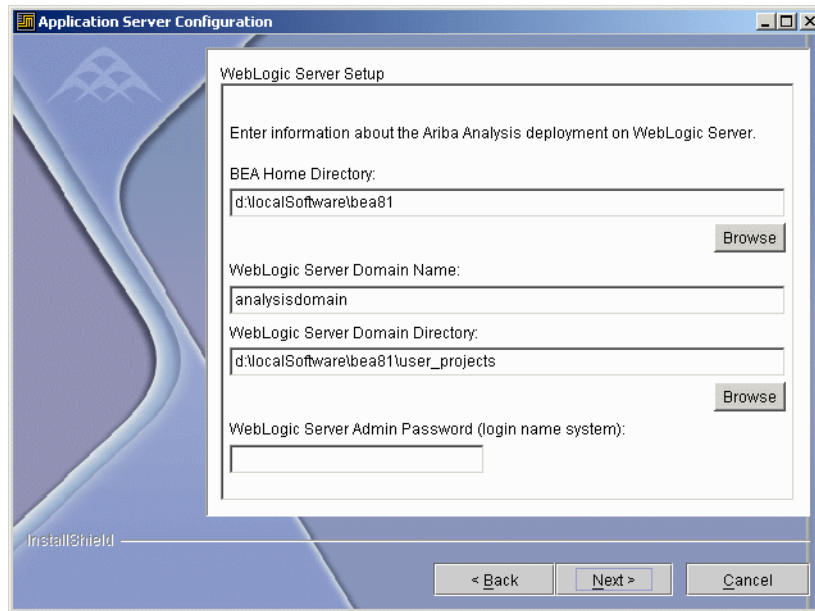 Application Server Configuration
WebLogic Server Setup
Enter information about the Ariba Analysis deployment on WebLogic Server.
BEA Home Directory:
d:\localSoftware\bea81
Browse
WebLogic Server Domain Name:
analysisdomain
WebLogic Server Domain Directory:
d:\localSoftware\bea81\user_projects
Browse
WebLogic Server Admin Password (login name system):
InstallShield
< Back Next > Cancel